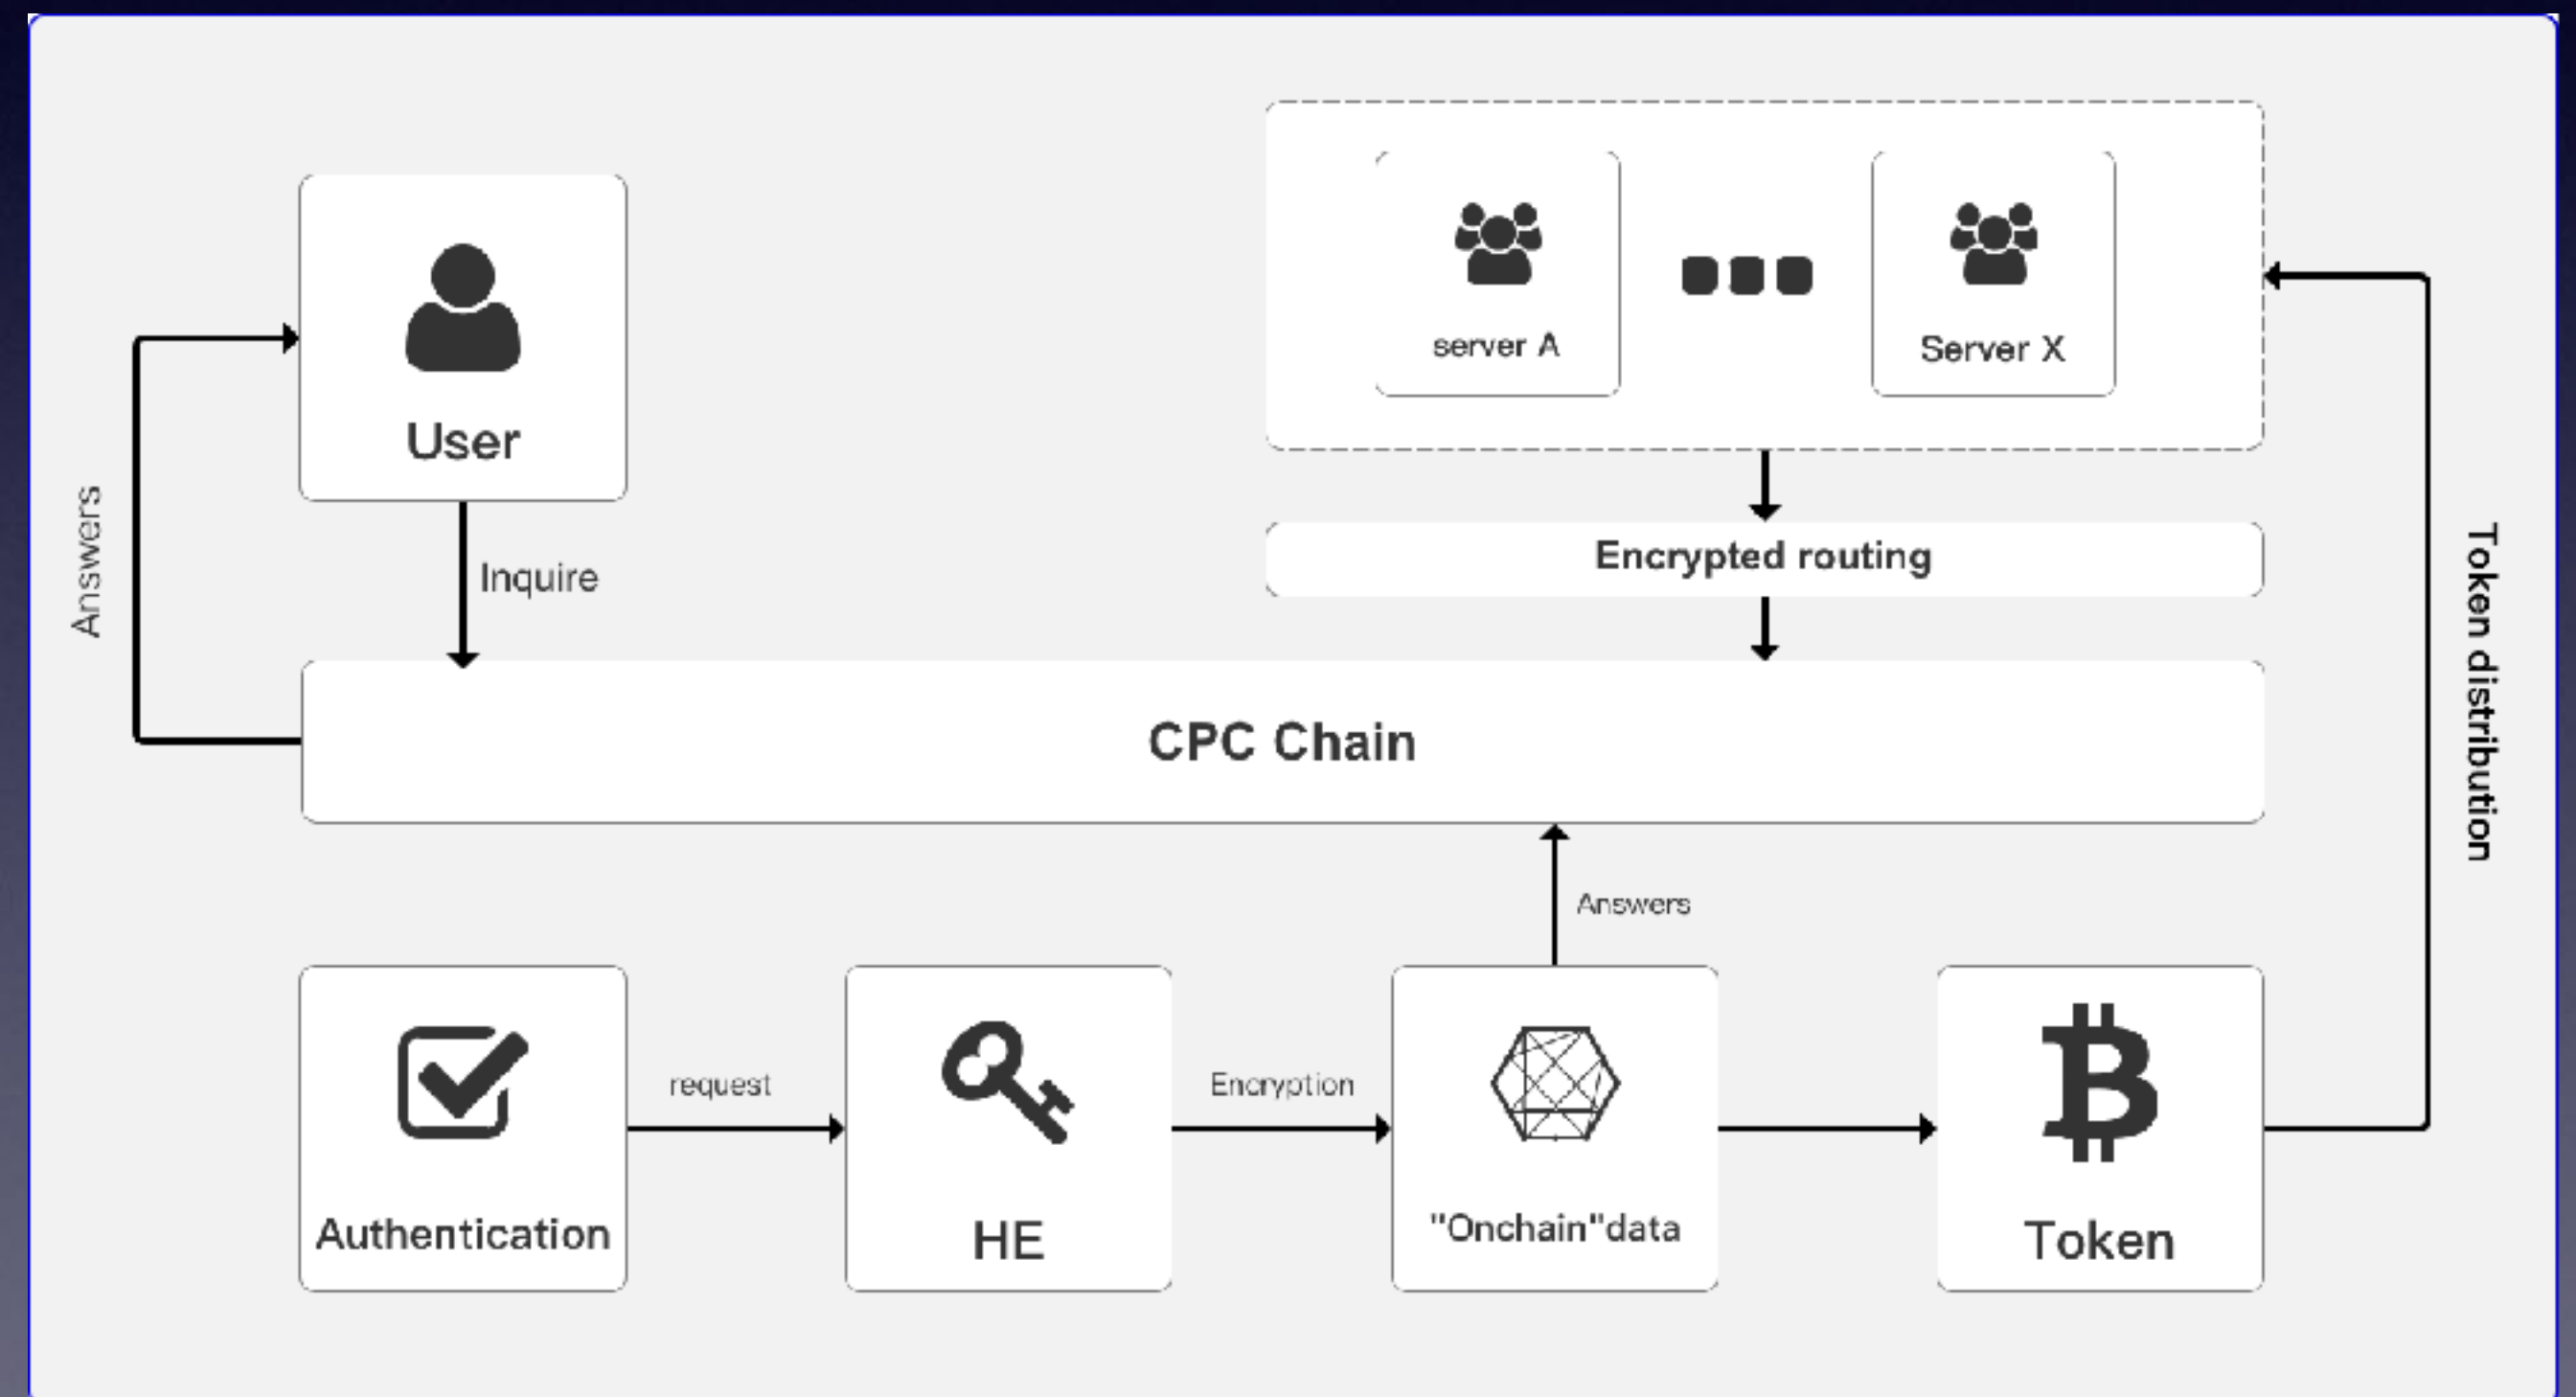 server A
Server X
User
Answers
Inquire
Encrypted routing
Token distribution
CPC Chain
Answers
request
Encryption
Authentication
HE
"Onchain"data
Token